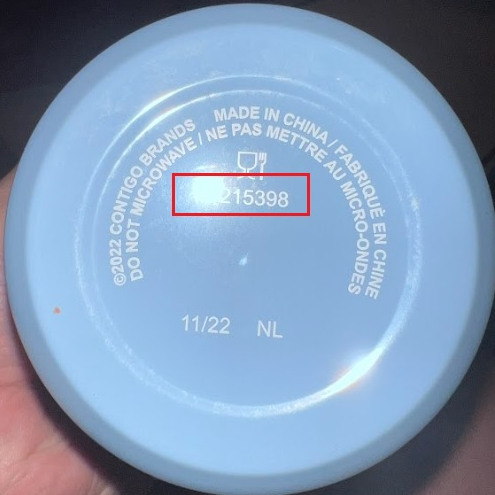 ©2022 CONTIGO BRANDS MADE IN CHINA / FABRIQUÉ EN CHINE
DO NOT MICROWAVE / NE PAS METTRE AU MICRO-ONDES
215398
11/22 NL